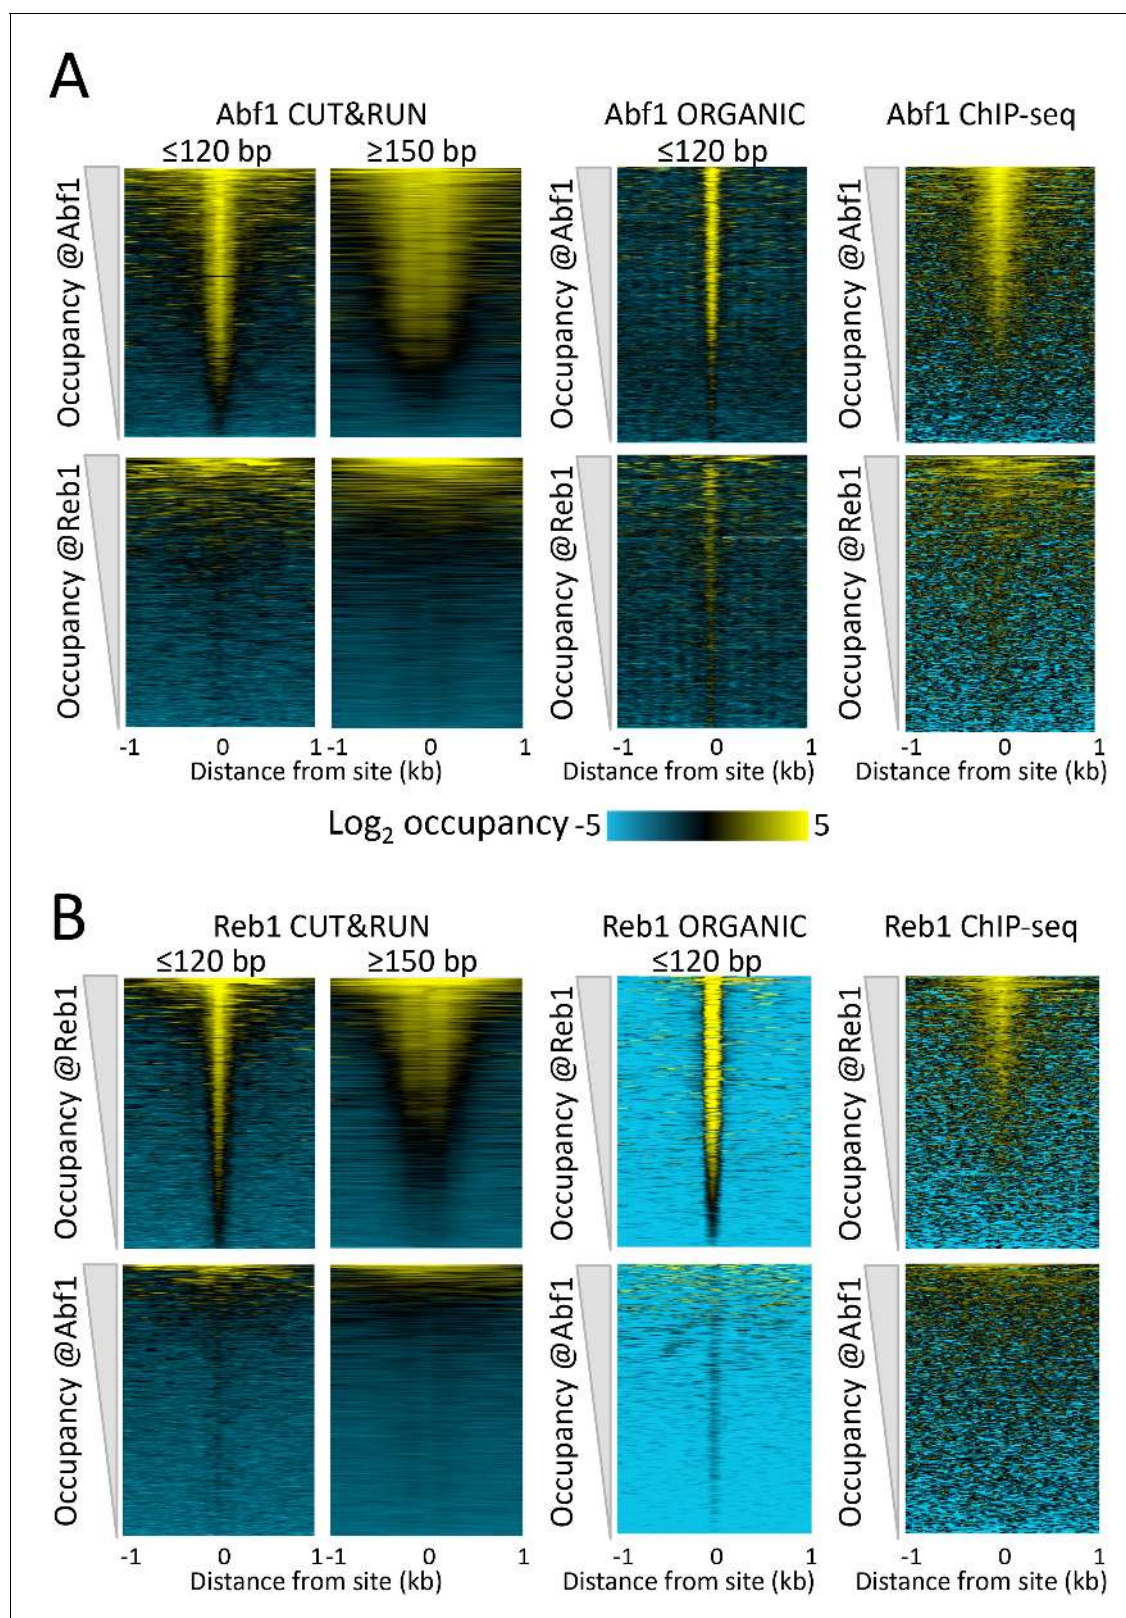 A
Abf1 CUT&RUN
≤120 bp ≥150 bp
Abf1 ORGANIC
≤120 bp
Abf1 ChIP-seq
Occupancy @Abf1
Occupancy @Abf1
Occupancy @Abf1
Occupancy @Reb1
Occupancy @Reb1
Occupancy @Reb1
-1 0 1 -1 0 1
Distance from site (kb)
-1 0 1
Distance from site (kb)
-1 0 1
Distance from site (kb)
Log₂ occupancy -5 5
B
Reb1 CUT&RUN
≤120 bp ≥150 bp
Reb1 ORGANIC
≤120 bp
Reb1 ChIP-seq
Occupancy @Reb1
Occupancy @Reb1
Occupancy @Reb1
Occupancy @Abf1
Occupancy @Abf1
Occupancy @Abf1
-1 0 1 -1 0 1
Distance from site (kb)
-1 0 1
Distance from site (kb)
-1 0 1
Distance from site (kb)